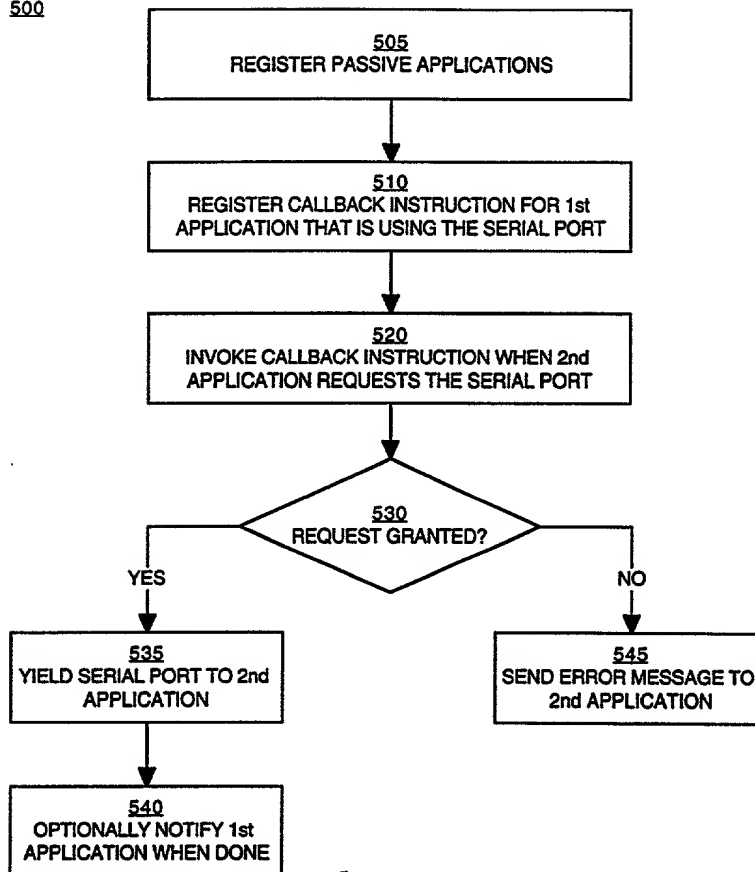 500
505
REGISTER PASSIVE APPLICATIONS
510
REGISTER CALLBACK INSTRUCTION FOR 1st
APPLICATION THAT IS USING THE SERIAL PORT
520
INVOKE CALLBACK INSTRUCTION WHEN 2nd
APPLICATION REQUESTS THE SERIAL PORT
530
REQUEST GRANTED?
YES
NO
535
YIELD SERIAL PORT TO 2nd
APPLICATION
545
SEND ERROR MESSAGE TO
2nd APPLICATION
540
OPTIONALLY NOTIFY 1st
APPLICATION WHEN DONE